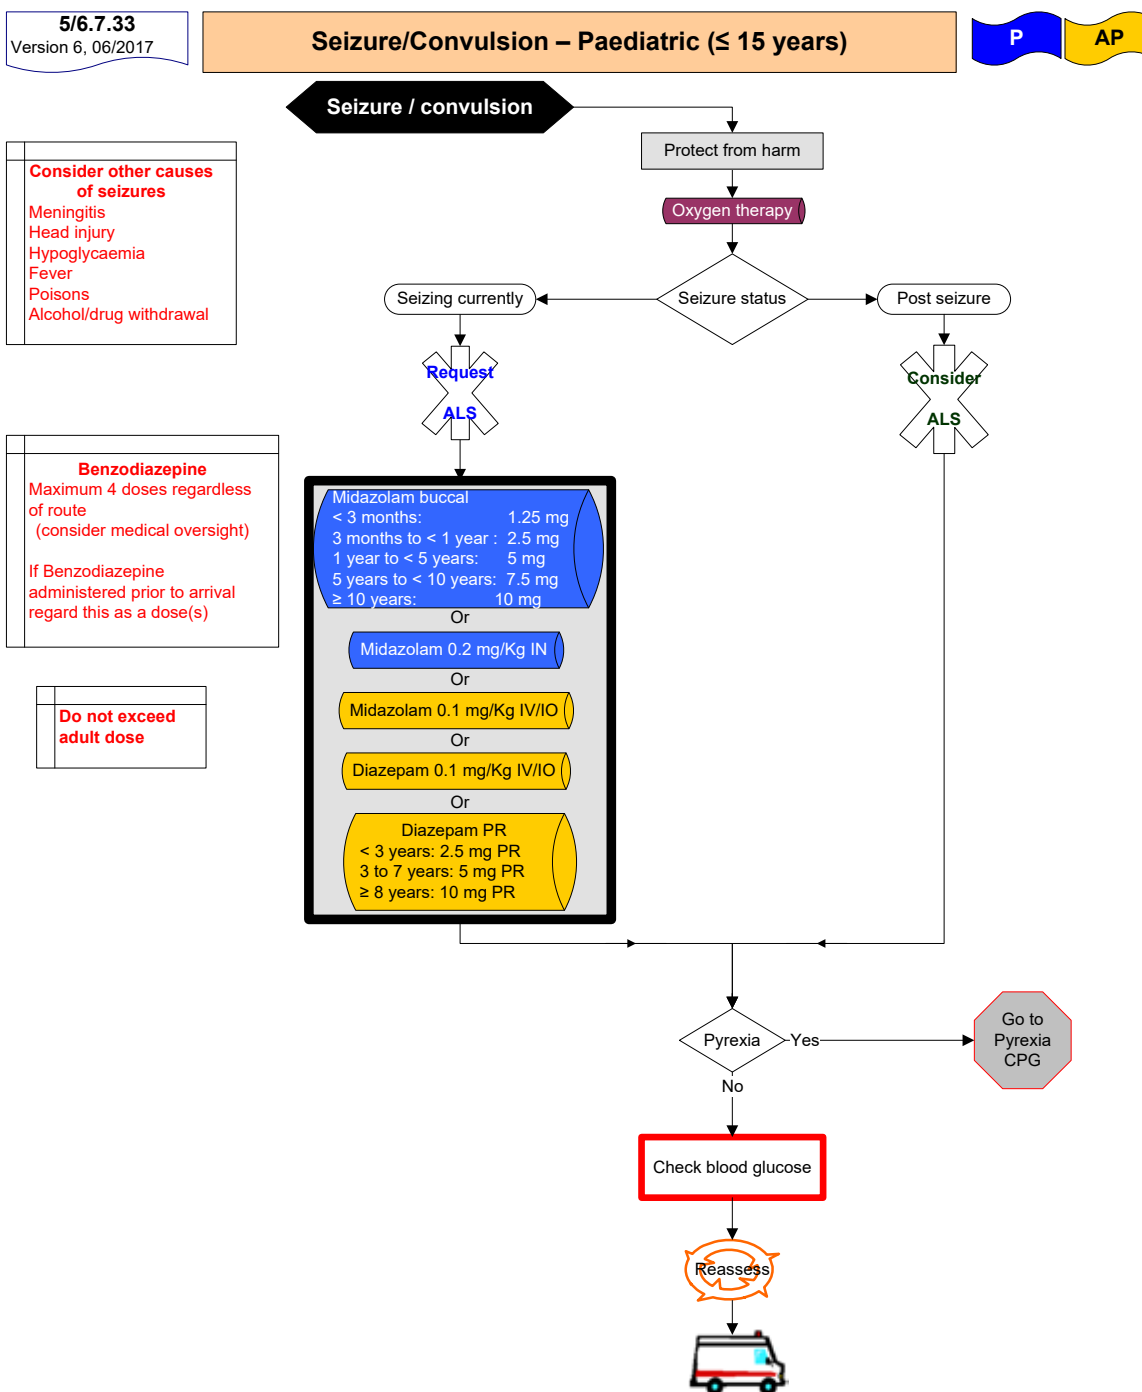 5/6.7.33
Version 6, 06/2017
Seizure/Convulsion – Paediatric (≤ 15 years)
P
AP
Seizure / convulsion
Protect from harm
Oxygen therapy
Consider other causes
of seizures
Meningitis
Head injury
Hypoglycaemia
Fever
Poisons
Alcohol/drug withdrawal
Seizing currently
Seizure status
Post seizure
Request
ALS
Consider
ALS
Benzodiazepine
Maximum 4 doses regardless
of route
(consider medical oversight)
If Benzodiazepine
administered prior to arrival
regard this as a dose(s)
Do not exceed
adult dose
Midazolam buccal
< 3 months: 1.25 mg
3 months to < 1 year : 2.5 mg
1 year to < 5 years: 5 mg
5 years to < 10 years: 7.5 mg
≥ 10 years: 10 mg
Or
Midazolam 0.2 mg/Kg IN
Or
Midazolam 0.1 mg/Kg IV/IO
Or
Diazepam 0.1 mg/Kg IV/IO
Or
Diazepam PR
< 3 years: 2.5 mg PR
3 to 7 years: 5 mg PR
≥ 8 years: 10 mg PR
Pyrexia
Yes
Go to
Pyrexia
CPG
No
Check blood glucose
Reassess